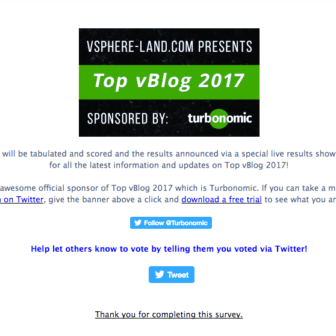 VSPHERE-LAND.COM PRESENTS
Top vBlog 2017
SPONSORED BY: turbonomic
will be tabulated and scored and the results announced via a special live results show
for all the latest information and updates on Top vBlog 2017!
awesome official sponsor of Top vBlog 2017 which is Turbonomic. If you can take a m
on Twitter, give the banner above a click and download a free trial to see what you a
Follow @Turbonomic
Help let others know to vote by telling them you voted via Twitter!
Tweet
Thank you for completing this survey.